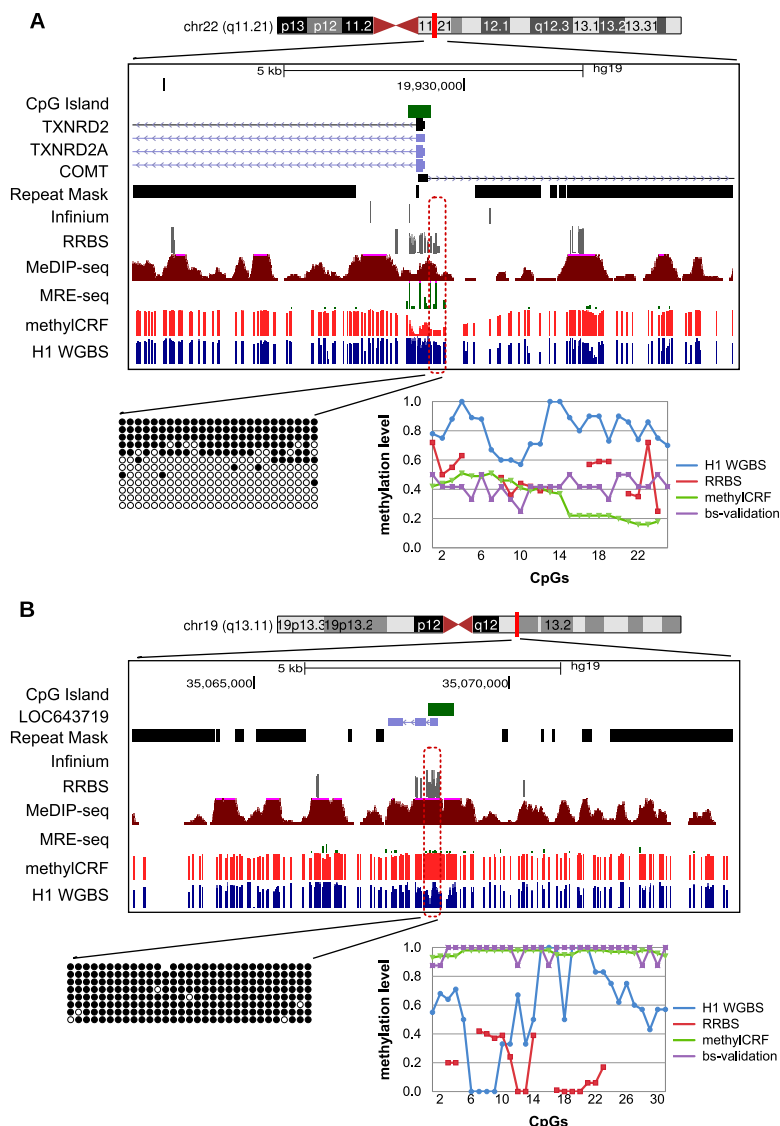 A
chr22 (q11.21) p13 p12 11.2 11.21 12.1 q12.3 13.1 13.2 13.31
5 kb hg19
19,930,000
CpG Island
TXNRD2
TXNRD2A
COMT
Repeat Mask
Infinium
RRBS
MeDIP-seq
MRE-seq
methylCRF
H1 WGBS
methylation level
1.0
0.8
0.6
0.4
0.2
0.0
2 6 10 14 18 22
CpGs
H1 WGBS
RRBS
methylCRF
bs-validation
B
chr19 (q13.11) 19p13.3 19p13.2 p12 q12 13.2
5 kb hg19
35,065,000 35,070,000
CpG Island
LOC643719
Repeat Mask
Infinium
RRBS
MeDIP-seq
MRE-seq
methylCRF
H1 WGBS
methylation level
1.0
0.8
0.6
0.4
0.2
0.0
2 6 10 14 18 22 26 30
CpGs
H1 WGBS
RRBS
methylCRF
bs-validation